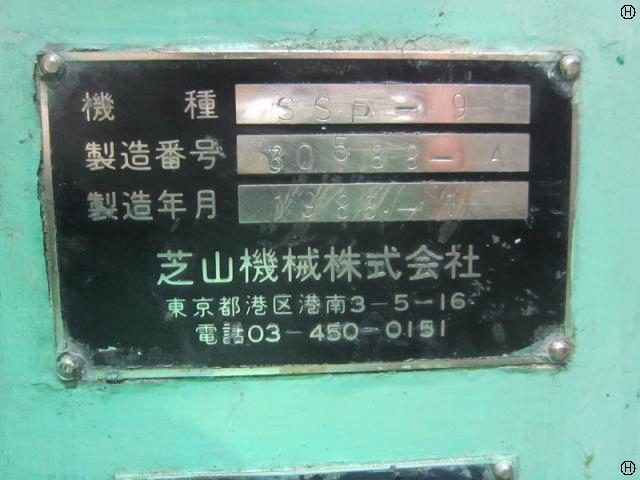 機種 SSP-9
製造番号 30588-A
製造年月 1988-1
芝山機械株式会社
東京都港区港南3-5-16
電話03-450-0151